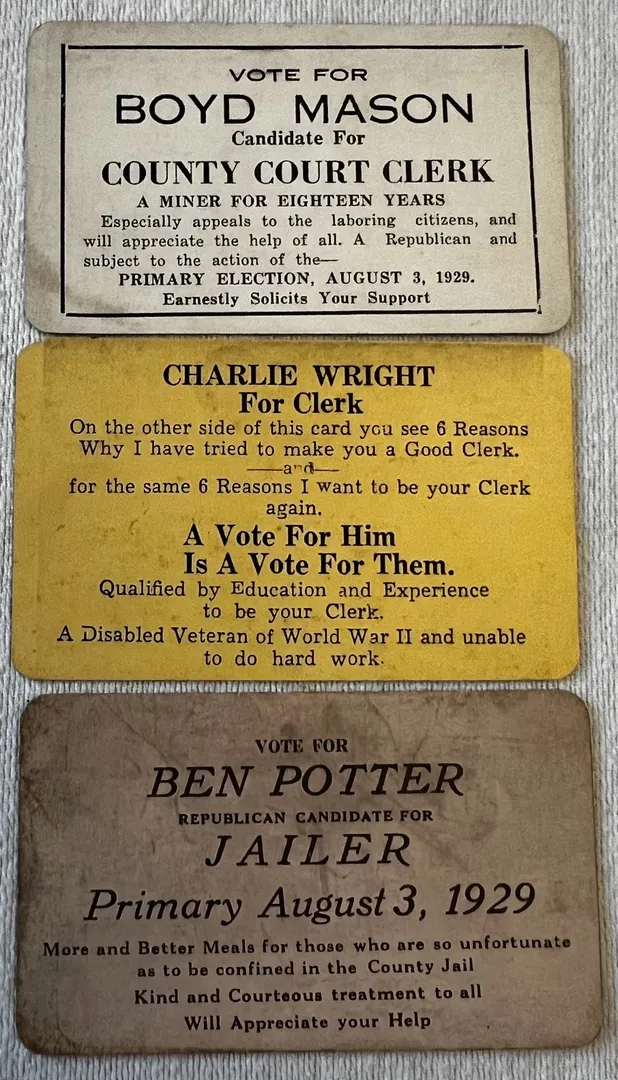 VOTE FOR
BOYD MASON
Candidate For
COUNTY COURT CLERK
A MINER FOR EIGHTEEN YEARS
Especially appeals to the laboring citizens, and
will appreciate the help of all. A Republican and
subject to the action of the—
PRIMARY ELECTION, AUGUST 3, 1929.
Earnestly Solicits Your Support
CHARLIE WRIGHT
For Clerk
On the other side of this card you see 6 Reasons
Why I have tried to make you a Good Clerk.
——and——
for the same 6 Reasons I want to be your Clerk
again.
A Vote For Him
Is A Vote For Them.
Qualified by Education and Experience
to be your Clerk.
A Disabled Veteran of World War II and unable
to do hard work.
VOTE FOR
BEN POTTER
REPUBLICAN CANDIDATE FOR
JAILER
Primary August 3, 1929
More and Better Meals for those who are so unfortunate
as to be confined in the County Jail
Kind and Courteous treatment to all
Will Appreciate your Help